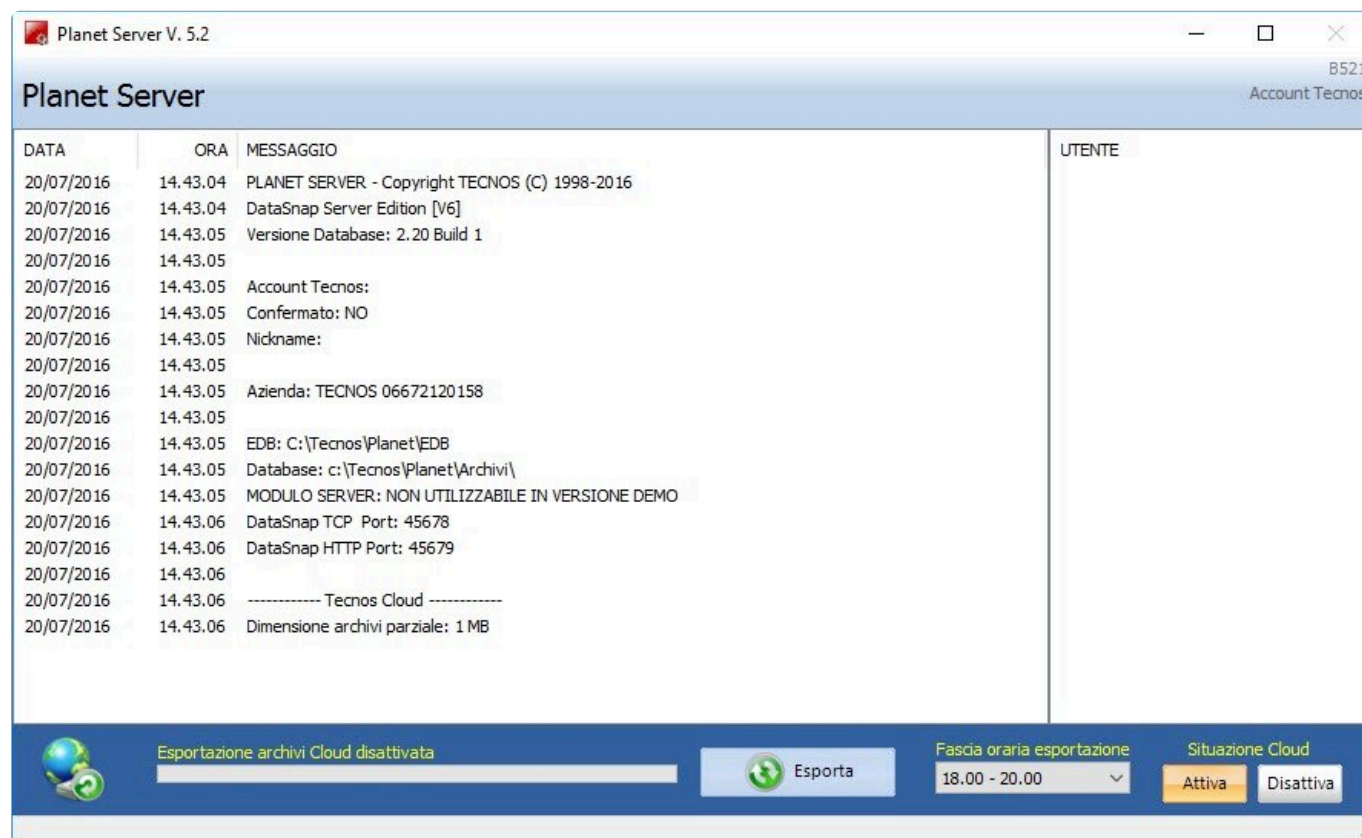 Planet Server V. 5.2
B521
Planet Server
Account Tecnos
DATA ORA MESSAGGIO UTENTE
20/07/2016 14.43.04 PLANET SERVER - Copyright TECNOS (C) 1998-2016
20/07/2016 14.43.04 DataSnap Server Edition [V6]
20/07/2016 14.43.05 Versione Database: 2.20 Build 1
20/07/2016 14.43.05
20/07/2016 14.43.05 Account Tecnos:
20/07/2016 14.43.05 Confermato: NO
20/07/2016 14.43.05 Nickname:
20/07/2016 14.43.05
20/07/2016 14.43.05 Azienda: TECNOS 06672120158
20/07/2016 14.43.05
20/07/2016 14.43.05 EDB: C:\Tecnos\Planet\EDB
20/07/2016 14.43.05 Database: c:\Tecnos\Planet\Archivi\
20/07/2016 14.43.05 MODULO SERVER: NON UTILIZZABILE IN VERSIONE DEMO
20/07/2016 14.43.06 DataSnap TCP Port: 45678
20/07/2016 14.43.06 DataSnap HTTP Port: 45679
20/07/2016 14.43.06
20/07/2016 14.43.06 ------------ Tecnos Cloud ------------
20/07/2016 14.43.06 Dimensione archivi parziale: 1 MB
Esportazione archivi Cloud disattivata
Esporta
Fascia oraria esportazione
18.00 - 20.00
Situazione Cloud
Attiva Disattiva